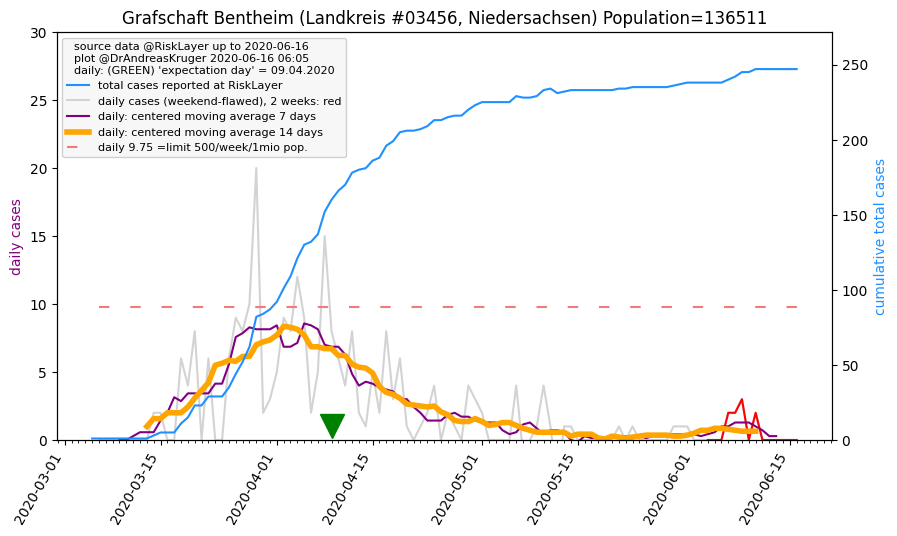 Grafschaft Bentheim (Landkreis #03456, Niedersachsen) Population=136511
source data @RiskLayer up to 2020-06-16
plot @DrAndreasKruger 2020-06-16 06:05
daily: (GREEN) 'expectation day' = 09.04.2020
total cases reported at RiskLayer
daily cases (weekend-flawed), 2 weeks: red
daily: centered moving average 7 days
daily: centered moving average 14 days
daily 9.75 =limit 500/week/1mio pop.
daily cases
30
25
20
15
10
5
0
250
200
150
100
50
0
cumulative total cases
2020-03-01
2020-03-15
2020-04-01
2020-04-15
2020-05-01
2020-05-15
2020-06-01
2020-06-15